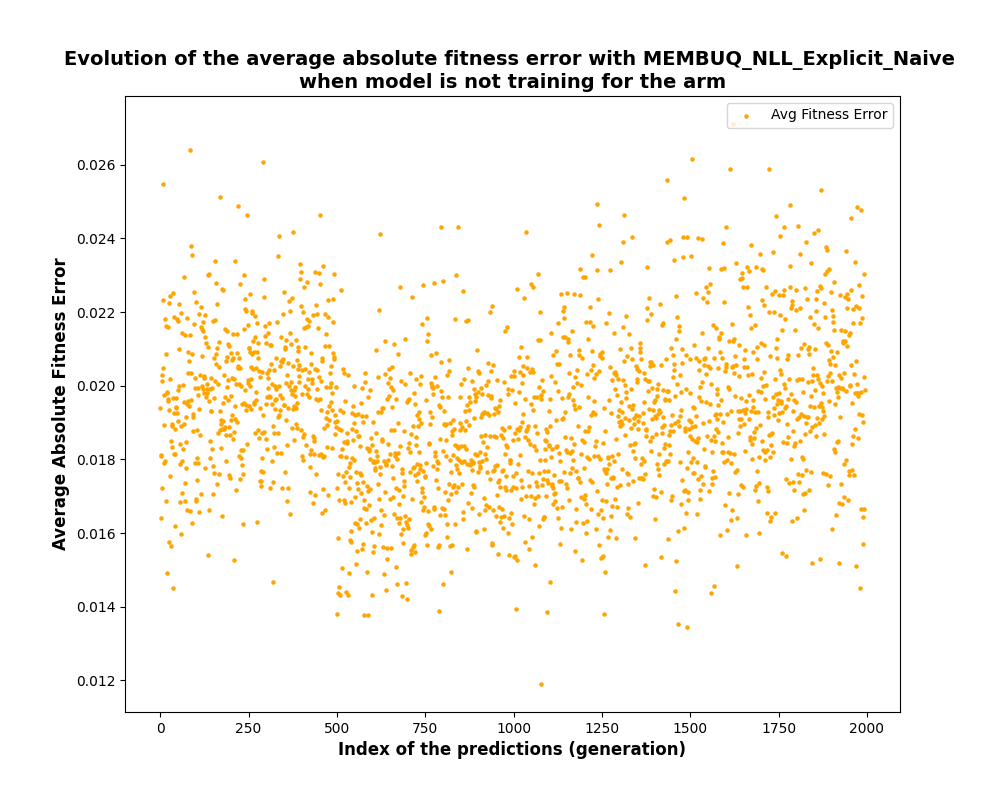 Evolution of the average absolute fitness error with MEMBUQ_NLL_Explicit_Naive
when model is not training for the arm
Avg Fitness Error
0.026
0.024
0.022
0.020
0.018
0.016
0.014
0.012
Average Absolute Fitness Error
0 250 500 750 1000 1250 1500 1750 2000
Index of the predictions (generation)